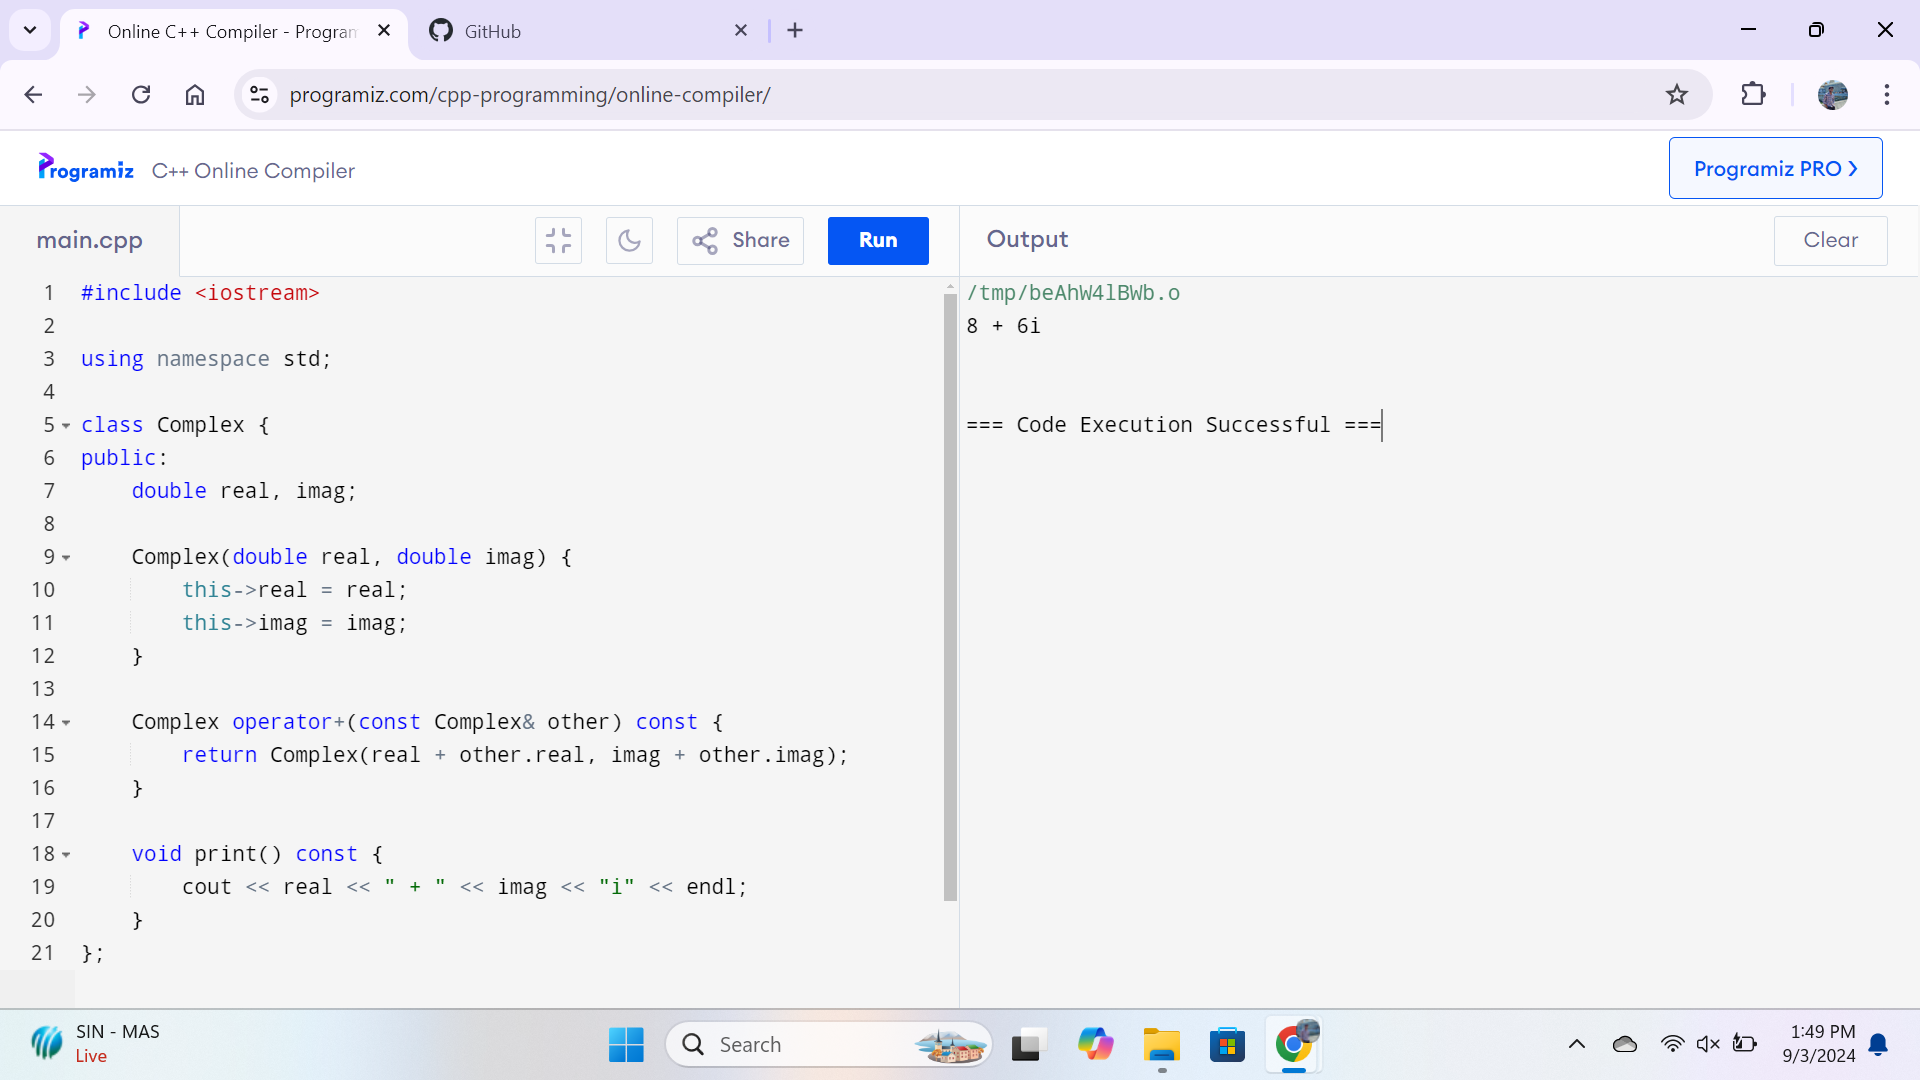 Online C++ Compiler - Program
GitHub
programiz.com/cpp-programming/online-compiler/
Programiz C++ Online Compiler
Programiz PRO ❯
main.cpp
Share
Run
Output
Clear
1 #include <iostream>
2
3 using namespace std;
4
5 class Complex {
6 public:
7     double real, imag;
8
9     Complex(double real, double imag) {
10         this->real = real;
11         this->imag = imag;
12     }
13
14     Complex operator+(const Complex& other) const {
15         return Complex(real + other.real, imag + other.imag);
16     }
17
18     void print() const {
19         cout << real << " + " << imag << "i" << endl;
20     }
21 };
/tmp/beAhW4lBWb.o
8 + 6i
=== Code Execution Successful ===
SIN - MAS
Live
Search
1:49 PM
9/3/2024